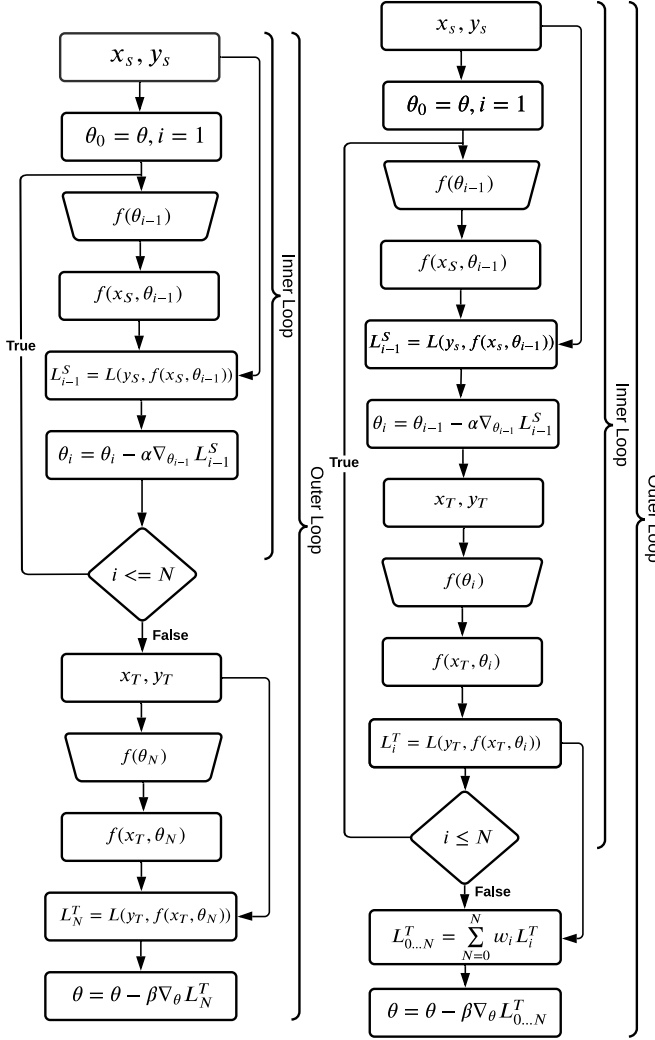 x_s, y_s
θ_0 = θ, i = 1
f(θ_{i−1})
f(x_S, θ_{i−1})
True
L^S_{i−1} = L(y_S, f(x_S, θ_{i−1}))
θ_i = θ_i − α∇_{θ_{i−1}} L^S_{i−1}
i <= N
False
x_T, y_T
f(θ_N)
f(x_T, θ_N)
L^T_N = L(y_T, f(x_T, θ_N))
θ = θ − β∇_θ L^T_N
Inner Loop
Outer Loop
x_s, y_s
θ_0 = θ, i = 1
f(θ_{i−1})
f(x_S, θ_{i−1})
L^S_{i−1} = L(y_s, f(x_s, θ_{i−1}))
θ_i = θ_{i−1} − α∇_{θ_{i−1}} L^S_{i−1}
True
x_T, y_T
f(θ_i)
f(x_T, θ_i)
L^T_i = L(y_T, f(x_T, θ_i))
i ≤ N
False
L^T_{0...N} = ∑_{N=0}^{N} w_i L^T_i
θ = θ − β∇_θ L^T_{0...N}
Inner Loop
Outer Loop